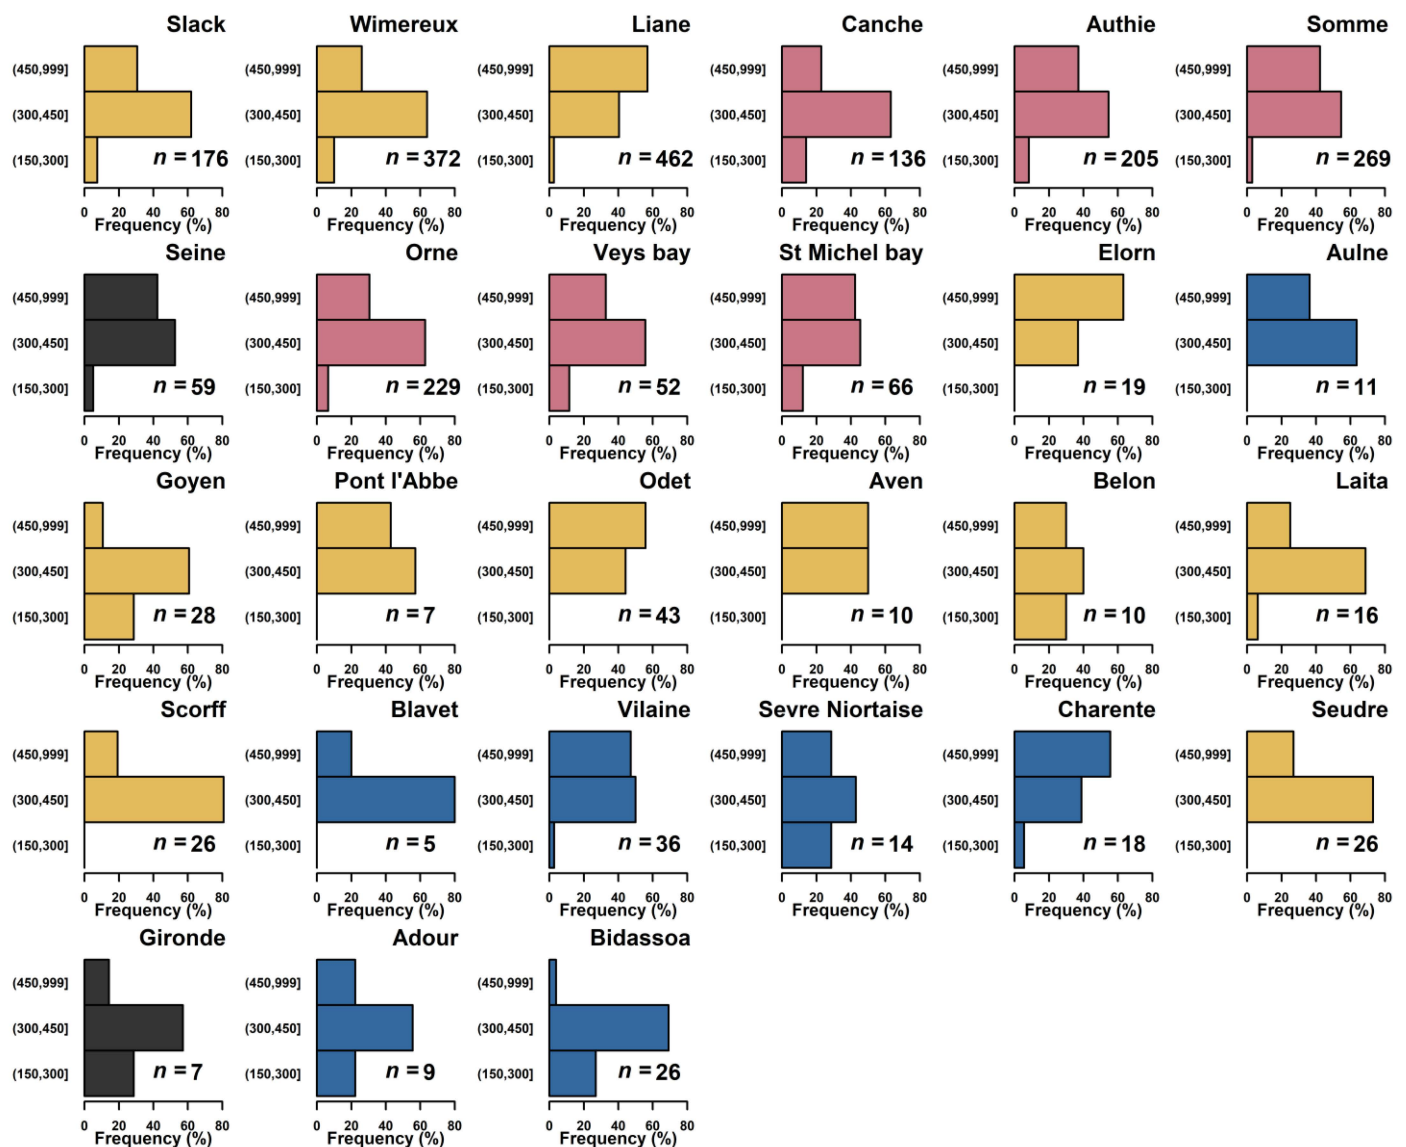 Slack Wimereux Liane Canche Authie Somme
(450,999] (450,999] (450,999] (450,999] (450,999] (450,999]
(300,450] (300,450] (300,450] (300,450] (300,450] (300,450]
(150,300] n = 176 (150,300] n = 372 (150,300] n = 462 (150,300] n = 136 (150,300] n = 205 (150,300] n = 269
0 20 40 60 80 0 20 40 60 80 0 20 40 60 80 0 20 40 60 80 0 20 40 60 80 0 20 40 60 80
Frequency (%) Frequency (%) Frequency (%) Frequency (%) Frequency (%) Frequency (%)
Seine Orne Veys bay St Michel bay Elorn Aulne
(450,999] (450,999] (450,999] (450,999] (450,999] (450,999]
(300,450] (300,450] (300,450] (300,450] (300,450] (300,450]
(150,300] n = 59 (150,300] n = 229 (150,300] n = 52 (150,300] n = 66 (150,300] n = 19 (150,300] n = 11
0 20 40 60 80 0 20 40 60 80 0 20 40 60 80 0 20 40 60 80 0 20 40 60 80 0 20 40 60 80
Frequency (%) Frequency (%) Frequency (%) Frequency (%) Frequency (%) Frequency (%)
Goyen Pont l'Abbe Odet Aven Belon Laita
(450,999] (450,999] (450,999] (450,999] (450,999] (450,999]
(300,450] (300,450] (300,450] (300,450] (300,450] (300,450]
(150,300] n = 28 (150,300] n = 7 (150,300] n = 43 (150,300] n = 10 (150,300] n = 10 (150,300] n = 16
0 20 40 60 80 0 20 40 60 80 0 20 40 60 80 0 20 40 60 80 0 20 40 60 80 0 20 40 60 80
Frequency (%) Frequency (%) Frequency (%) Frequency (%) Frequency (%) Frequency (%)
Scorff Blavet Vilaine Sevre Niortaise Charente Seudre
(450,999] (450,999] (450,999] (450,999] (450,999] (450,999]
(300,450] (300,450] (300,450] (300,450] (300,450] (300,450]
(150,300] n = 26 (150,300] n = 5 (150,300] n = 36 (150,300] n = 14 (150,300] n = 18 (150,300] n = 26
0 20 40 60 80 0 20 40 60 80 0 20 40 60 80 0 20 40 60 80 0 20 40 60 80 0 20 40 60 80
Frequency (%) Frequency (%) Frequency (%) Frequency (%) Frequency (%) Frequency (%)
Gironde Adour Bidassoa
(450,999] (450,999] (450,999]
(300,450] (300,450] (300,450]
(150,300] n = 7 (150,300] n = 9 (150,300] n = 26
0 20 40 60 80 0 20 40 60 80 0 20 40 60 80
Frequency (%) Frequency (%) Frequency (%)